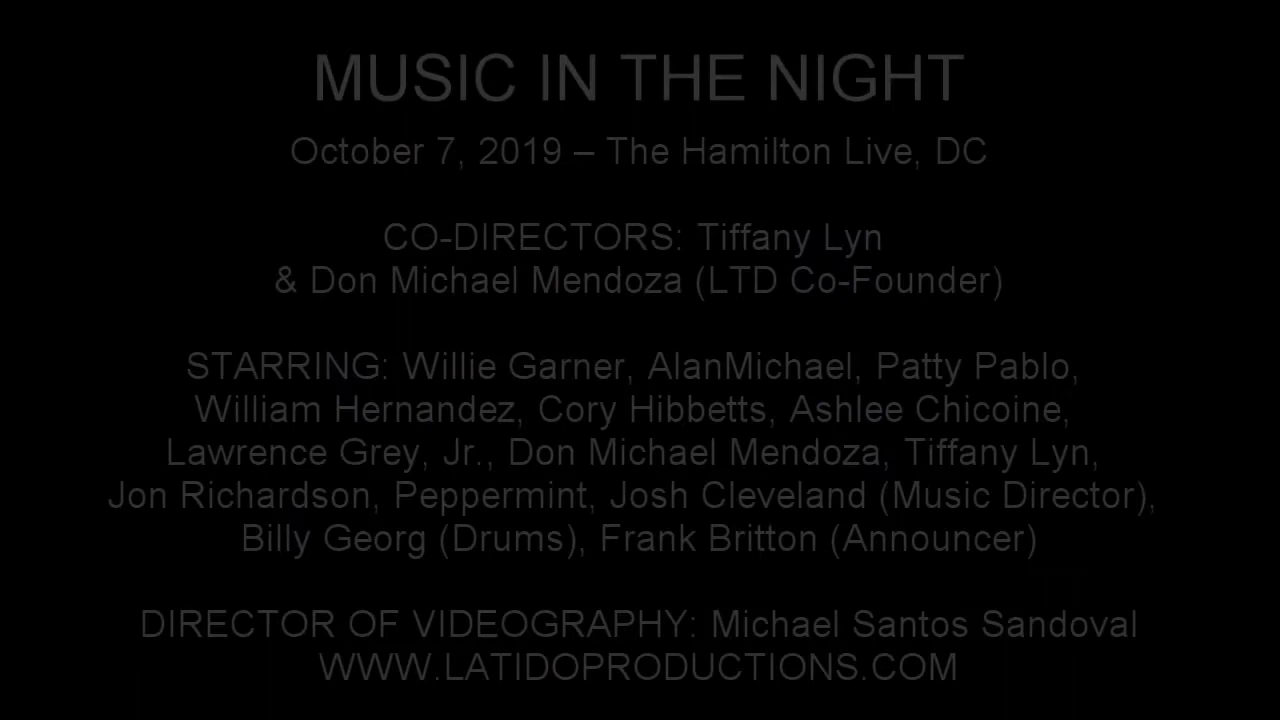 MUSIC IN THE NIGHT
October 7, 2019 – The Hamilton Live, DC
CO-DIRECTORS: Tiffany Lyn
& Don Michael Mendoza (LTD Co-Founder)
STARRING: Willie Garner, AlanMichael, Patty Pablo,
William Hernandez, Cory Hibbetts, Ashlee Chicoine,
Lawrence Grey, Jr., Don Michael Mendoza, Tiffany Lyn,
Jon Richardson, Peppermint, Josh Cleveland (Music Director),
Billy Georg (Drums), Frank Britton (Announcer)
DIRECTOR OF VIDEOGRAPHY: Michael Santos Sandoval
WWW.LATIDOPRODUCTIONS.COM